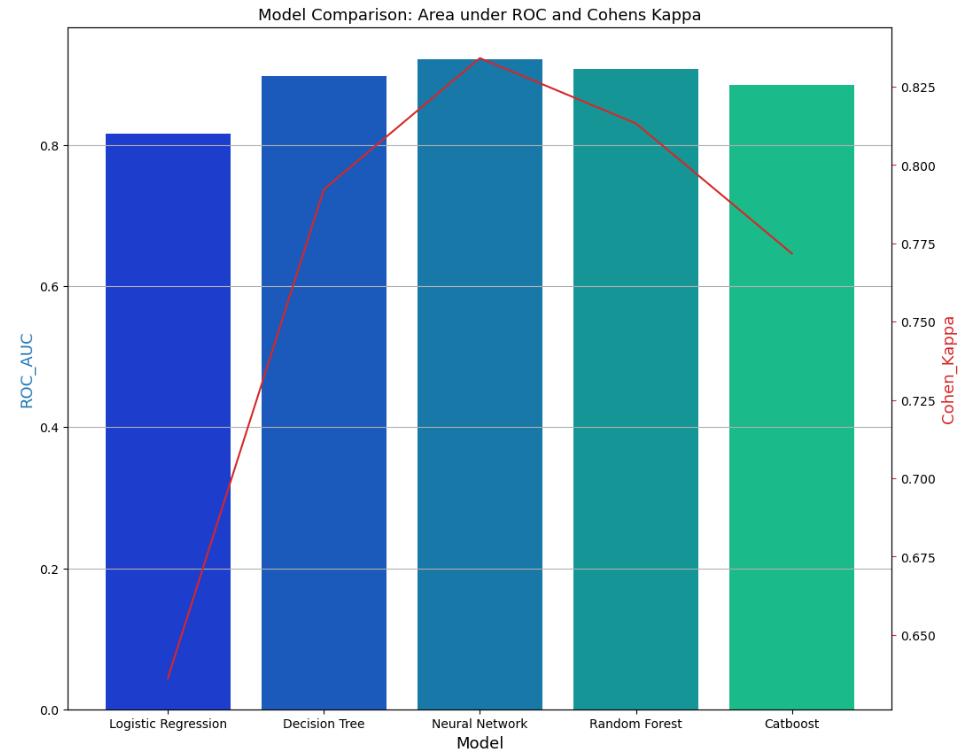 Model Comparison: Area under ROC and Cohens Kappa
ROC_AUC
0.8
0.6
0.4
0.2
0.0
0.825
0.800
0.775
0.750
0.725
0.700
0.675
0.650
Cohen_Kappa
Logistic Regression
Decision Tree
Neural Network
Random Forest
Catboost
Model